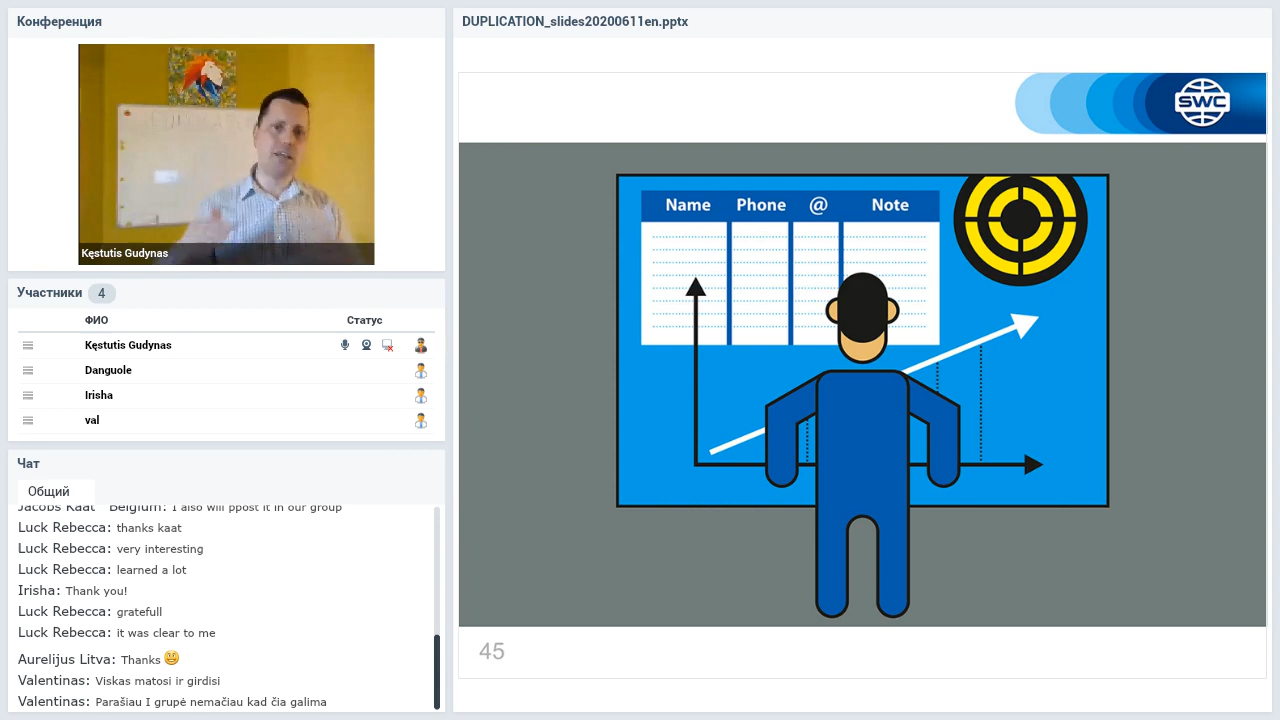 Конференция
Kęstutis Gudynas
Участники 4
ФИО Статус
Kęstutis Gudynas
Danguole
Irisha
val
Чат
Общий
Jacobs Kaat Belgium: I also will ppost it in our group
Luck Rebecca: thanks kaat
Luck Rebecca: very interesting
Luck Rebecca: learned a lot
Irisha: Thank you!
Luck Rebecca: gratefull
Luck Rebecca: it was clear to me
Aurelijus Litva: Thanks
Valentinas: Viskas matosi ir girdisi
Valentinas: Parašiau I grupė nemačiau kad čia galima
DUPLICATION_slides20200611en.pptx
SWC
Name Phone @ Note
45